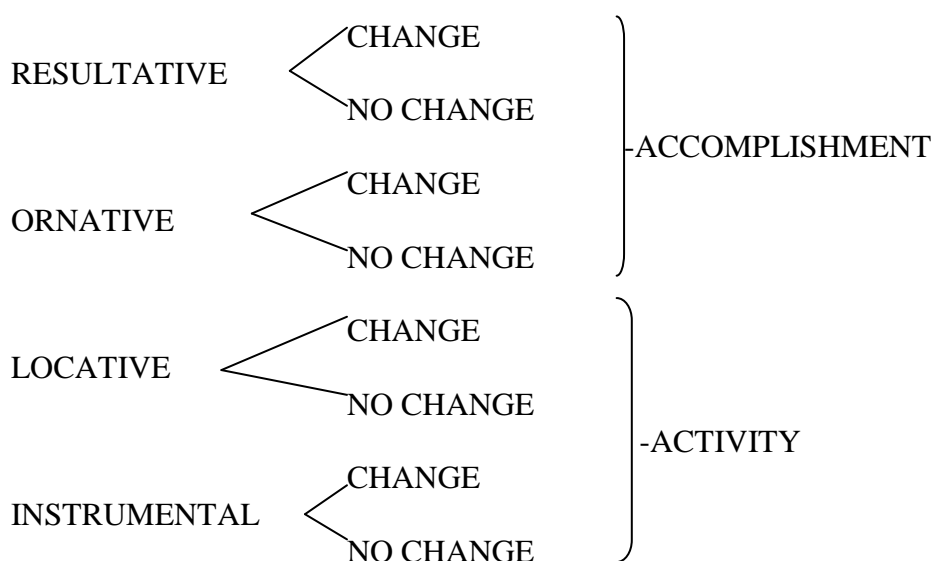 CHANGE
RESULTATIVE
NO CHANGE
-ACCOMPLISHMENT
CHANGE
ORNATIVE
NO CHANGE
CHANGE
LOCATIVE
NO CHANGE
-ACTIVITY
CHANGE
INSTRUMENTAL
NO CHANGE